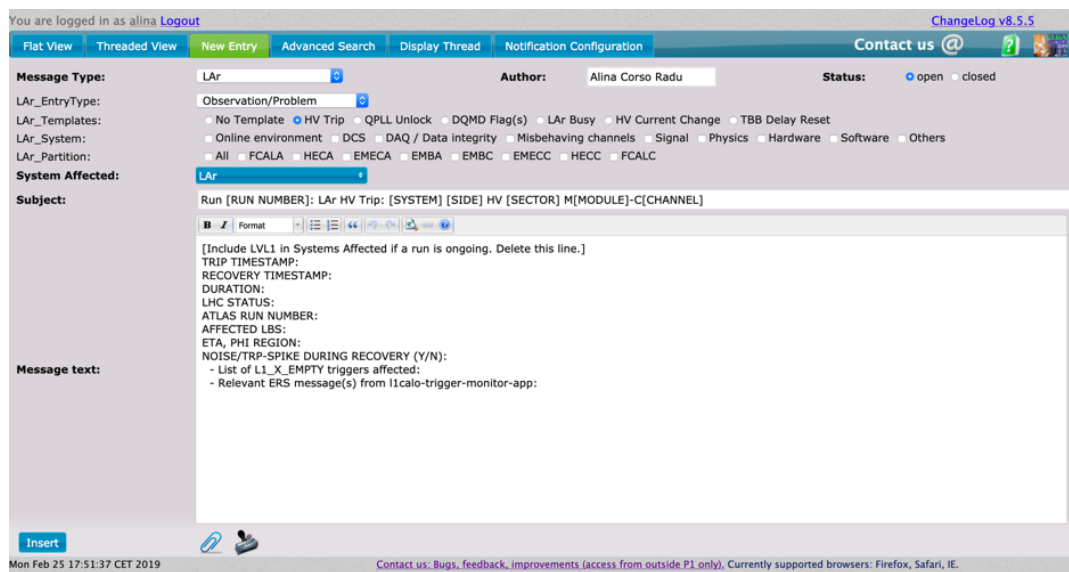 You are logged in as alina Logout
ChangeLog v8.5.5
Flat View Threaded View New Entry Advanced Search Display Thread Notification Configuration Contact us @ ?
Message Type: LAr Author: Alina Corso Radu Status: open closed
LAr_EntryType: Observation/Problem
LAr_Templates: No Template HV Trip QPLL Unlock DQMD Flag(s) LAr Busy HV Current Change TBB Delay Reset
LAr_System: Online environment DCS DAQ / Data integrity Misbehaving channels Signal Physics Hardware Software Others
LAr_Partition: All FCALA HECA EMECA EMBA EMBC EMECC HECC FCALC
System Affected: LAr
Subject: Run [RUN NUMBER]: LAr HV Trip: [SYSTEM] [SIDE] HV [SECTOR] M[MODULE]-C[CHANNEL]
B I Format
[Include LVL1 in Systems Affected if a run is ongoing. Delete this line.]
TRIP TIMESTAMP:
RECOVERY TIMESTAMP:
DURATION:
LHC STATUS:
ATLAS RUN NUMBER:
AFFECTED LBS:
ETA, PHI REGION:
NOISE/TRP-SPIKE DURING RECOVERY (Y/N):
Message text:
- List of L1_X_EMPTY triggers affected:
- Relevant ERS message(s) from l1calo-trigger-monitor-app:
Insert
Mon Feb 25 17:51:37 CET 2019
Contact us: Bugs, feedback, improvements (access from outside P1 only). Currently supported browsers: Firefox, Safari, IE.